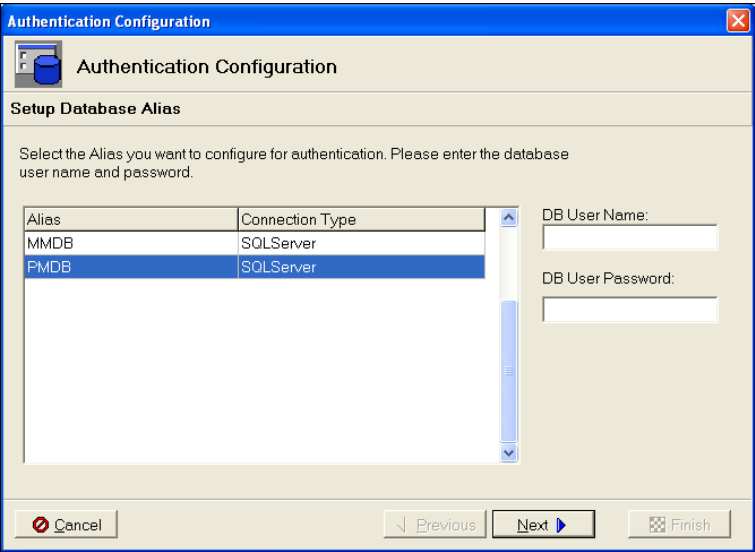 Authentication Configuration
Authentication Configuration
Setup Database Alias
Select the Alias you want to configure for authentication. Please enter the database
user name and password.
Alias Connection Type
MMDB SQLServer
PMDB SQLServer
DB User Name:
DB User Password:
Cancel Previous Next Finish